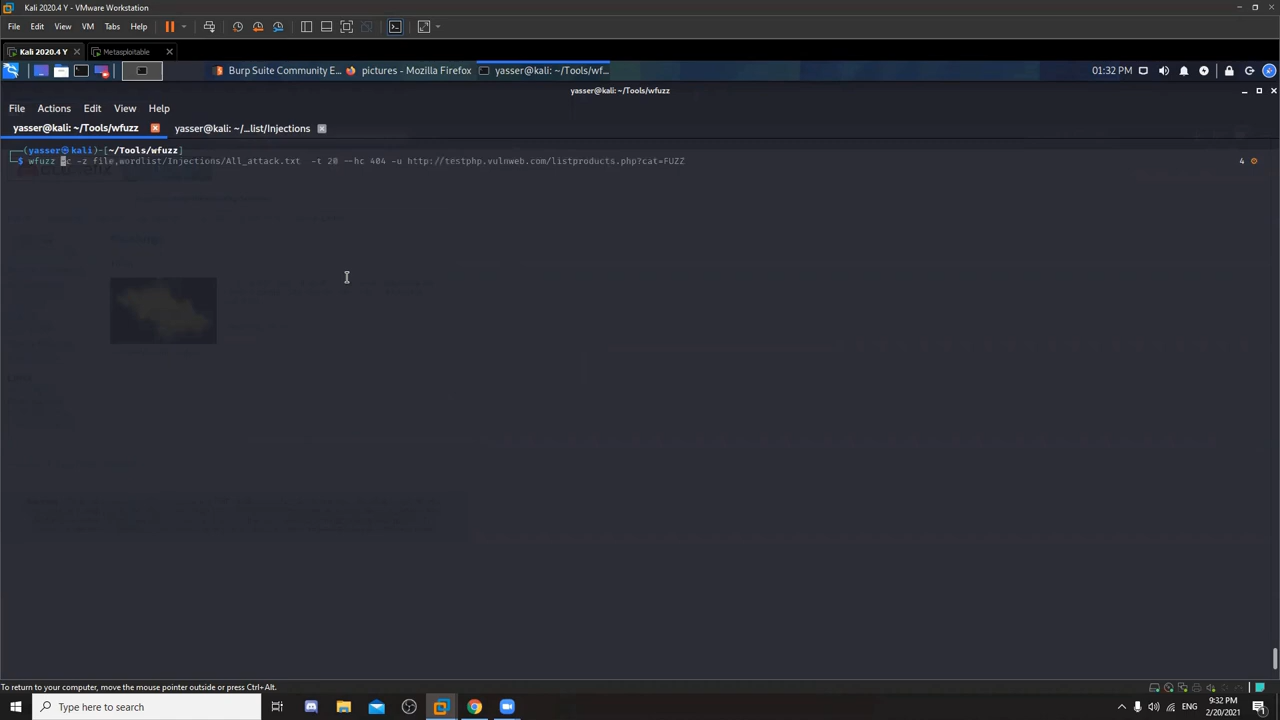 Kali 2020.4 Y - VMware Workstation
File Edit View VM Tabs Help
Kali 2020.4 Y Metasploitable
Burp Suite Community E... pictures - Mozilla Firefox yasser@kali: ~/Tools/wf... 01:32 PM
yasser@kali: ~/Tools/wfuzz
File Actions Edit View Help
yasser@kali: ~/Tools/wfuzz yasser@kali: ~/...list/Injections
(yasser㉿kali)-[~/Tools/wfuzz]
$ wfuzz -c -z file,wordlist/Injections/All_attack.txt -t 20 --hc 404 -u http://testphp.vulnweb.com/listproducts.php?cat=FUZZ 4
To return to your computer, move the mouse pointer outside or press Ctrl+Alt.
Type here to search
ENG
9:32 PM
2/20/2021
1